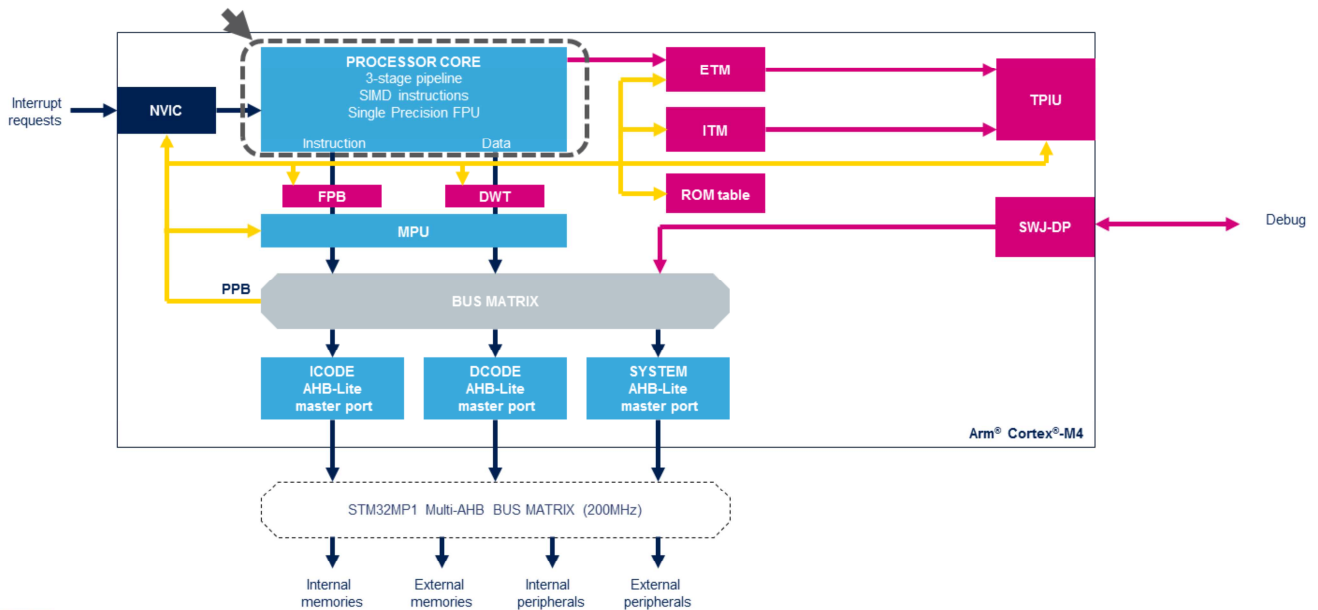 PROCESSOR CORE
3-stage pipeline
SIMD instructions
Single Precision FPU
Instruction
Data
Interrupt
requests
NVIC
ETM
ITM
TPIU
ROM table
FPB
DWT
MPU
SWJ-DP
Debug
PPB
BUS MATRIX
ICODE
AHB-Lite
master port
DCODE
AHB-Lite
master port
SYSTEM
AHB-Lite
master port
Arm® Cortex®-M4
STM32MP1 Multi-AHB BUS MATRIX (200MHz)
Internal
memories
External
memories
Internal
peripherals
External
peripherals